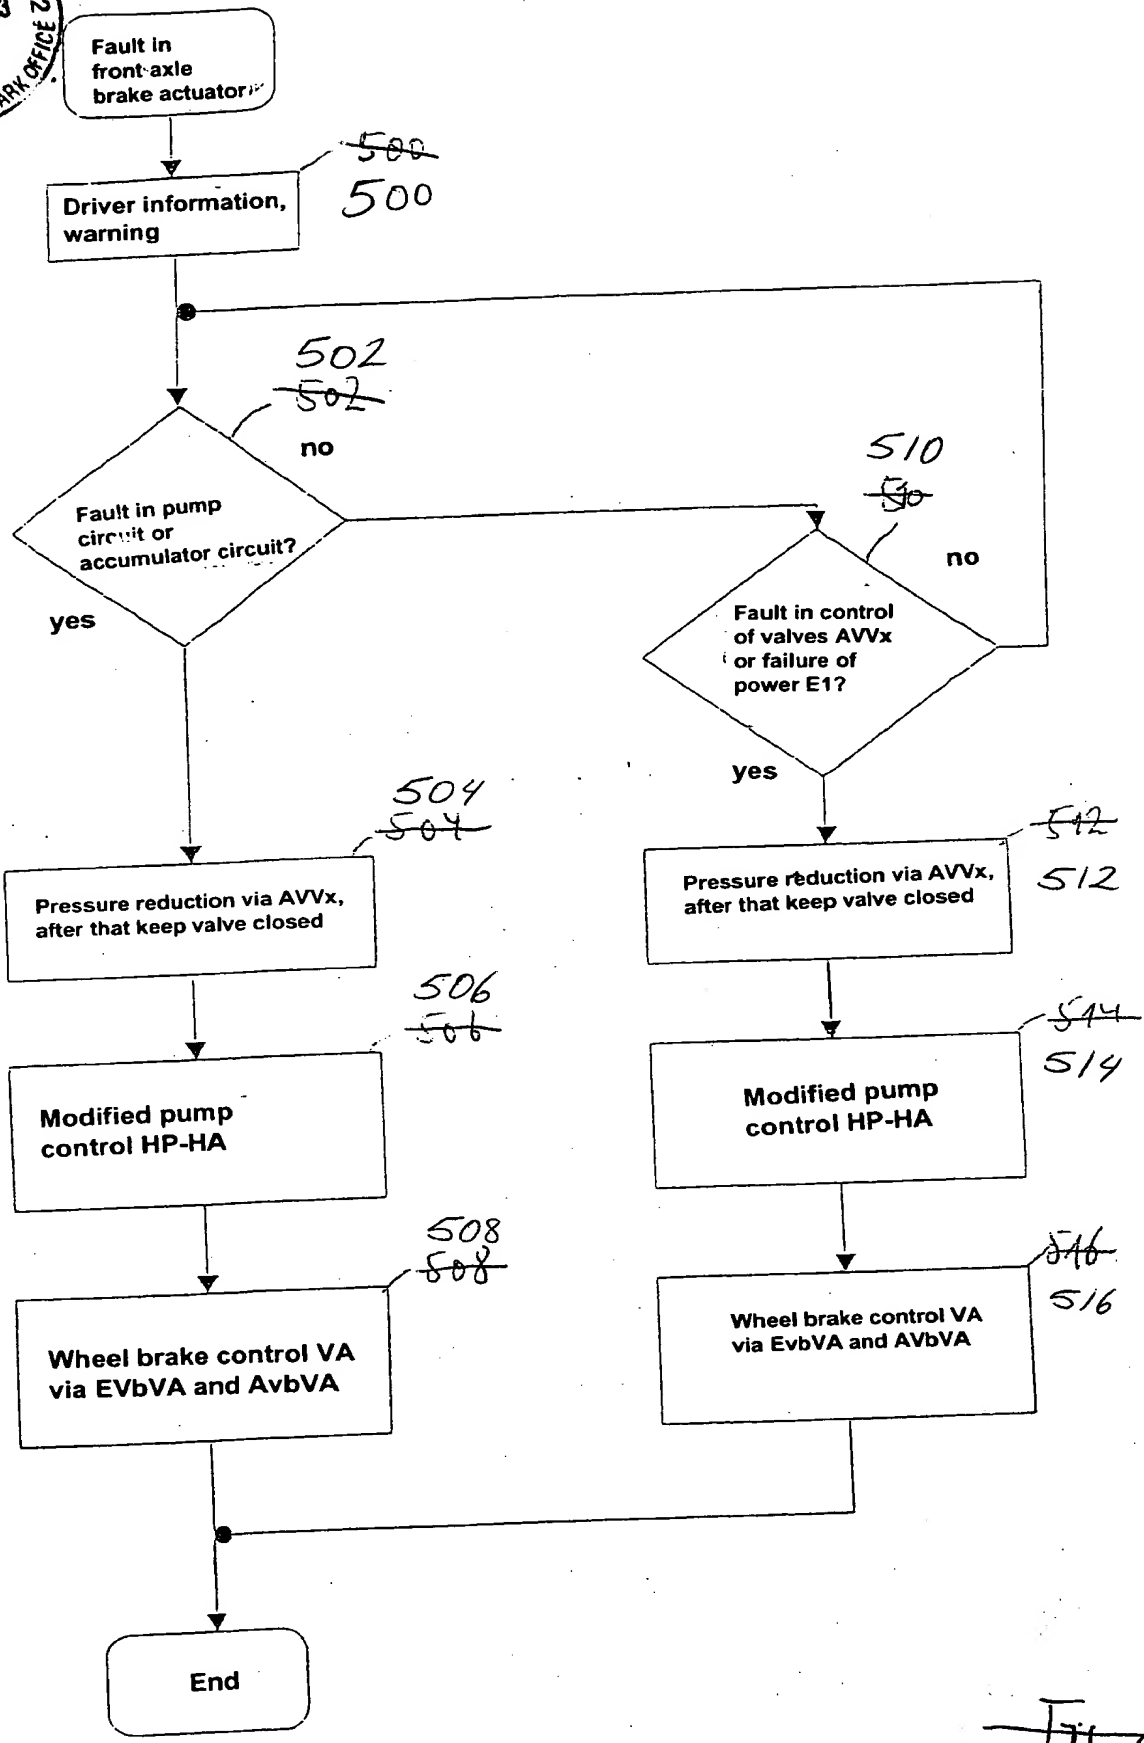 ARK OFFICE
Fault in
front-axle
brake actuator
500
500
Driver information,
warning
502
502
no
Fault in pump
circuit or
accumulator circuit?
yes
510
510
no
Fault in control
of valves AVVx
or failure of
power E1?
yes
504
504
Pressure reduction via AVVx,
after that keep valve closed
512
512
Pressure reduction via AVVx,
after that keep valve closed
506
506
Modified pump
control HP-HA
514
514
Modified pump
control HP-HA
508
508
Wheel brake control VA
via EVbVA and AvbVA
516
516
Wheel brake control VA
via EvbVA and AVbVA
End